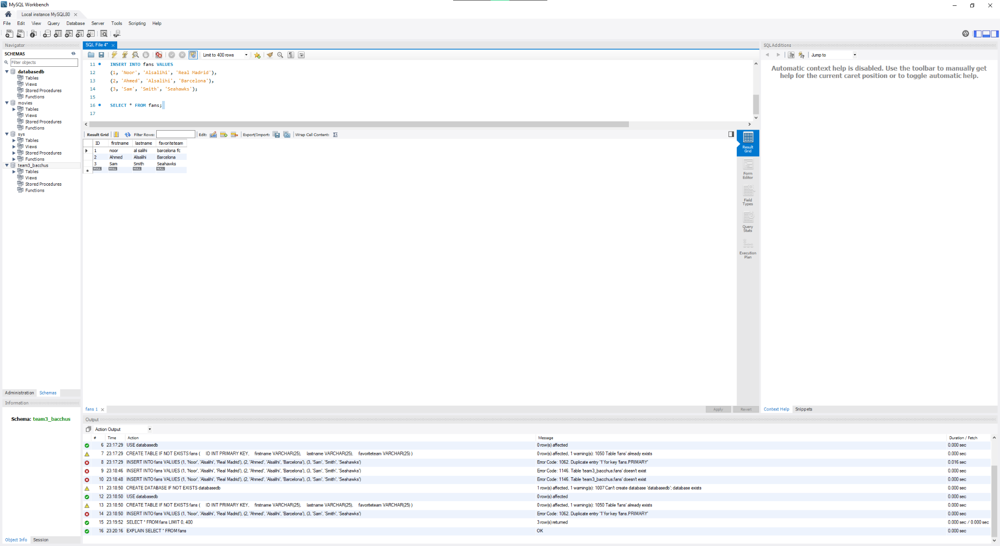 MySQL Workbench
Local instance MySQL80
File Edit View Query Database Server Tools Scripting Help
Navigator
SCHEMAS
Filter objects
databasedb
Tables
Views
Stored Procedures
Functions
movies
Tables
Views
Stored Procedures
Functions
sys
Tables
Views
Stored Procedures
Functions
team3_bacchus
Tables
Views
Stored Procedures
Functions
Administration Schemas
Information
Schema: team3_bacchus
Object Info Session
SQL File 4*
Limit to 400 rows
11 INSERT INTO fans VALUES
12 (1, 'Noor', 'Alsalihi', 'Real Madrid'),
13 (2, 'Ahmed', 'Alsalihi', 'Barcelona'),
14 (3, 'Sam', 'Smith', 'Seahawks');
15
16 SELECT * FROM fans;
17
Result Grid Filter Rows: Edit: Export/Import: Wrap Cell Content:
ID firstname lastname favoriteteam
1 noor al salihi barcelona fc
2 Ahmed Alsalihi Barcelona
3 Sam Smith Seahawks
NULL NULL NULL NULL
Result Grid
Form Editor
Field Types
Query Stats
Execution Plan
fans 1
Apply Revert
SQLAdditions
Jump to
Automatic context help is disabled. Use the toolbar to manually get
help for the current caret position or to toggle automatic help.
Context Help Snippets
Output
Action Output
# Time Action Message Duration / Fetch
6 23:17:29 USE databasedb 0 row(s) affected 0.000 sec
7 23:17:29 CREATE TABLE IF NOT EXISTS fans ( ID INT PRIMARY KEY, firstname VARCHAR(25), lastname VARCHAR(25), favoriteteam VARCHAR(25) ) 0 row(s) affected, 1 warning(s): 1050 Table 'fans' already exists 0.000 sec
8 23:17:29 INSERT INTO fans VALUES (1, 'Noor', 'Alsalihi', 'Real Madrid'), (2, 'Ahmed', 'Alsalihi', 'Barcelona'), (3, 'Sam', 'Smith', 'Seahawks') Error Code: 1062. Duplicate entry '1' for key 'fans.PRIMARY' 0.016 sec
9 23:18:46 INSERT INTO fans VALUES (1, 'Noor', 'Alsalihi', 'Real Madrid'), (2, 'Ahmed', 'Alsalihi', 'Barcelona'), (3, 'Sam', 'Smith', 'Seahawks') Error Code: 1146. Table 'team3_bacchus.fans' doesn't exist 0.000 sec
10 23:18:48 INSERT INTO fans VALUES (1, 'Noor', 'Alsalihi', 'Real Madrid'), (2, 'Ahmed', 'Alsalihi', 'Barcelona'), (3, 'Sam', 'Smith', 'Seahawks') Error Code: 1146. Table 'team3_bacchus.fans' doesn't exist 0.000 sec
11 23:18:50 CREATE DATABASE IF NOT EXISTS databasedb 1 row(s) affected, 1 warning(s): 1007 Can't create database 'databasedb'; database exists 0.000 sec
12 23:18:50 USE databasedb 0 row(s) affected 0.000 sec
13 23:18:50 CREATE TABLE IF NOT EXISTS fans ( ID INT PRIMARY KEY, firstname VARCHAR(25), lastname VARCHAR(25), favoriteteam VARCHAR(25) ) 0 row(s) affected, 1 warning(s): 1050 Table 'fans' already exists 0.000 sec
14 23:18:50 INSERT INTO fans VALUES (1, 'Noor', 'Alsalihi', 'Real Madrid'), (2, 'Ahmed', 'Alsalihi', 'Barcelona'), (3, 'Sam', 'Smith', 'Seahawks') Error Code: 1062. Duplicate entry '1' for key 'fans.PRIMARY' 0.000 sec
15 23:19:52 SELECT * FROM fans LIMIT 0, 400 3 row(s) returned 0.000 sec / 0.000 sec
16 23:20:16 EXPLAIN SELECT * FROM fans OK 0.000 sec